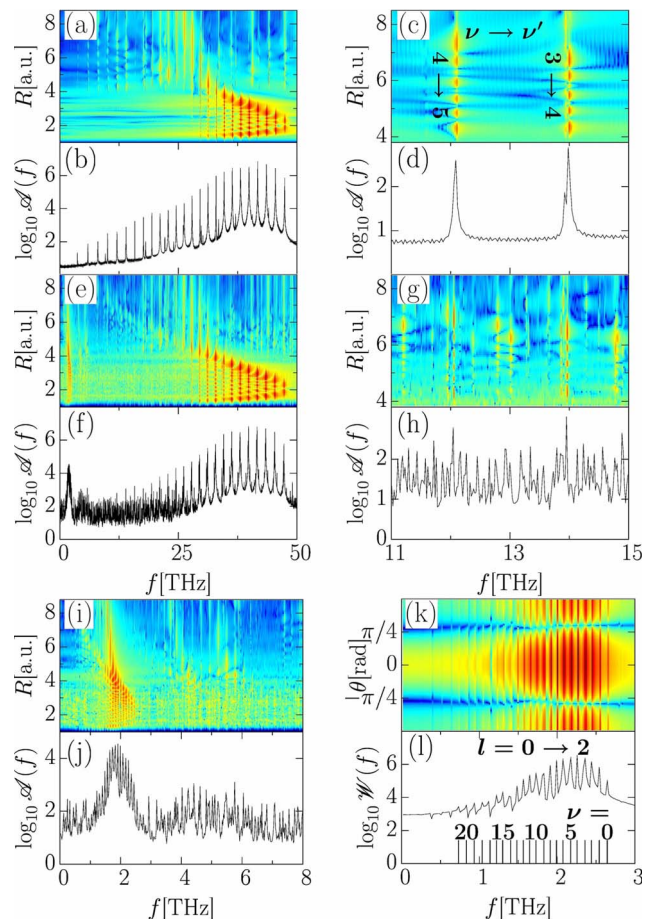 (a)
R[a.u.]
8
6
4
2
(b)
log₁₀ 𝒜(f)
6
4
2
0
(c)
ν → ν′
4 → 5
3 → 4
R[a.u.]
8
6
4
(d)
log₁₀ 𝒜(f)
2
1
(e)
R[a.u.]
8
6
4
2
(f)
log₁₀ 𝒜(f)
6
4
2
0
0 25 50
f[THz]
(g)
R[a.u.]
8
6
4
(h)
log₁₀ 𝒜(f)
2
1
0
11 13 15
f[THz]
(i)
R[a.u.]
8
6
4
2
(j)
log₁₀ 𝒜(f)
4
2
0
0 2 4 6 8
f[THz]
(k)
θ[rad]
π/4
0
−π/4
(l)
l = 0 → 2
log₁₀ 𝒲(f)
6
4
2
0
ν =
20 15 10 5 0
0 1 2 3
f[THz]